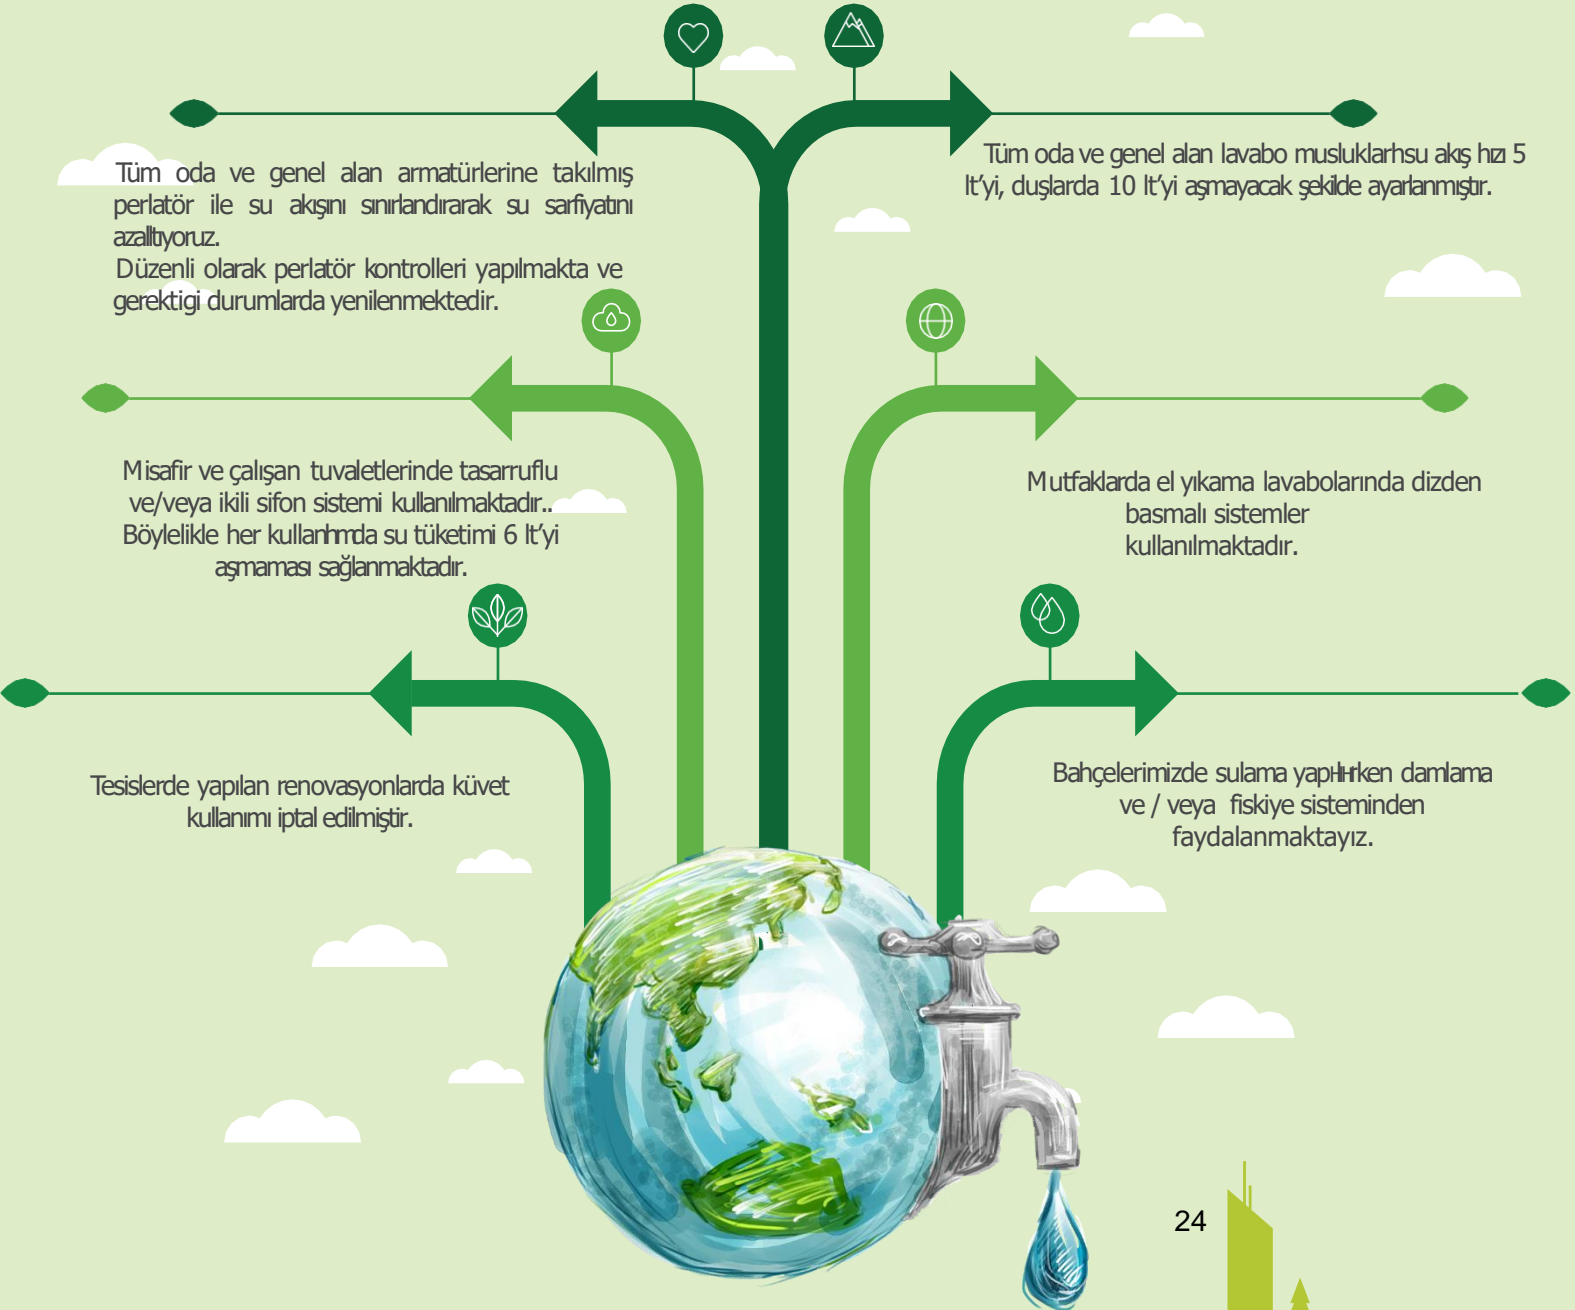 Tüm oda ve genel alan armatürlerine takılmış
perlatör ile su akışını sınırlandırarak su sarfiyatını
azalltıyoruz.
Düzenli olarak perlatör kontrolleri yapılmakta ve
gerektigi durumlarda yenilenmektedir.
Tüm oda ve genel alan lavabo musluklarhsu akış hızı 5
lt'yi, duşlarda 10 lt'yi aşmayacak şekilde ayarlanmıştır.
Misafir ve çalışan tuvaletlerinde tasarruflu
ve/veya ikili sifon sistemi kullanılmaktadır..
Böylelikle her su tüketimi 6 lt'yi
aşmaması sağlanmaktadır.
Mutfaklarda el yıkama lavabolarında dizden
basmalı sistemler
kullanılmaktadır.
Tesislerde yapılan renovasyonlarda küvet
kullanımı iptal edilmiştir.
Bahçelerimizde sulama damlama
ve / veya fiskiye sisteminden
faydalanmaktayız.
24